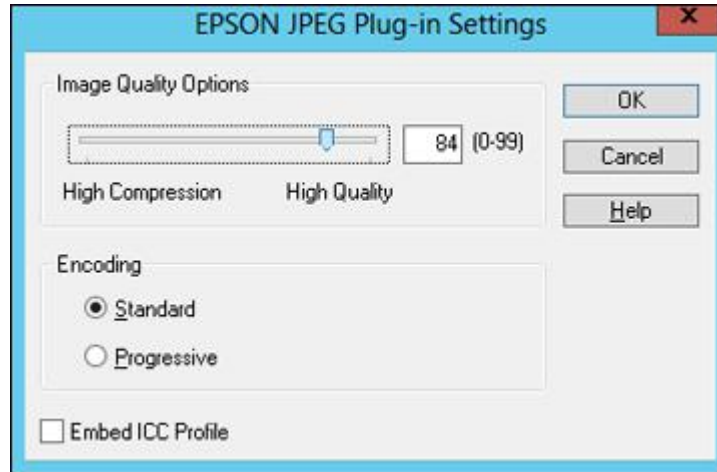 EPSON JPEG Plug-in Settings
x
Image Quality Options
84 (0-99)
High Compression High Quality
OK
Cancel
Help
Encoding
Standard
Progressive
Embed ICC Profile